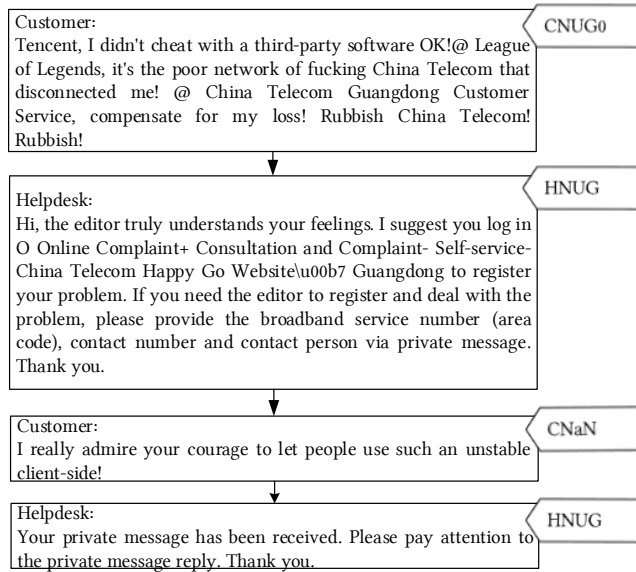 Customer:
CNUG0
Tencent, I didn't cheat with a third-party software OK!@ League
of Legends, it's the poor network of fucking China Telecom that
disconnected me! @ China Telecom Guangdong Customer
Service, compensate for my loss! Rubbish China Telecom!
Rubbish!
HNUG
Helpdesk:
Hi, the editor truly understands your feelings. I suggest you log in
O Online Complaint+ Consultation and Complaint- Self-service-
China Telecom Happy Go Website\u00b7 Guangdong to register
your problem. If you need the editor to register and deal with the
problem, please provide the broadband service number (area
code), contact number and contact person via private message.
Thank you.
Customer:
CNaN
I really admire your courage to let people use such an unstable
client-side!
Helpdesk:
HNUG
Your private message has been received. Please pay attention to
the private message reply. Thank you.